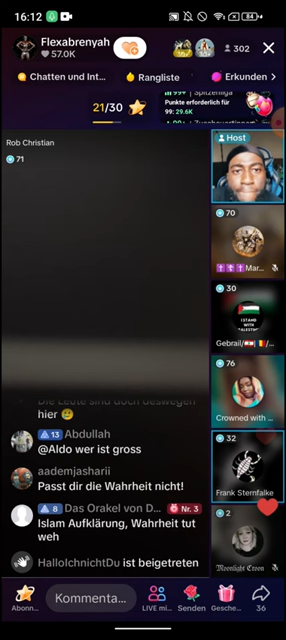 16:12
84
Flexabrenyah
57.0K
302
Chatten und Int...
Rangliste
Erkunden
21/30
Punkte erforderlich für
99: 29.6K
Rob Christian
71
Host
70
Mar...
30
I STAND
WITH
Gebrail/
76
Crowned with ...
32
Frank Sternfalke
2
Moonlight Croon
Die Leute sind doch deswegen
hier
13 Abdullah
@Aldo wer ist gross
aademjasharii
Passt dir die Wahrheit nicht!
8 Das Orakel von D... Nr. 3
Islam Aufklärung, Wahrheit tut
weh
HalloIchnichtDu ist beigetreten
Abonn...
Kommenta...
LIVE mi...
Senden
Gesche...
36